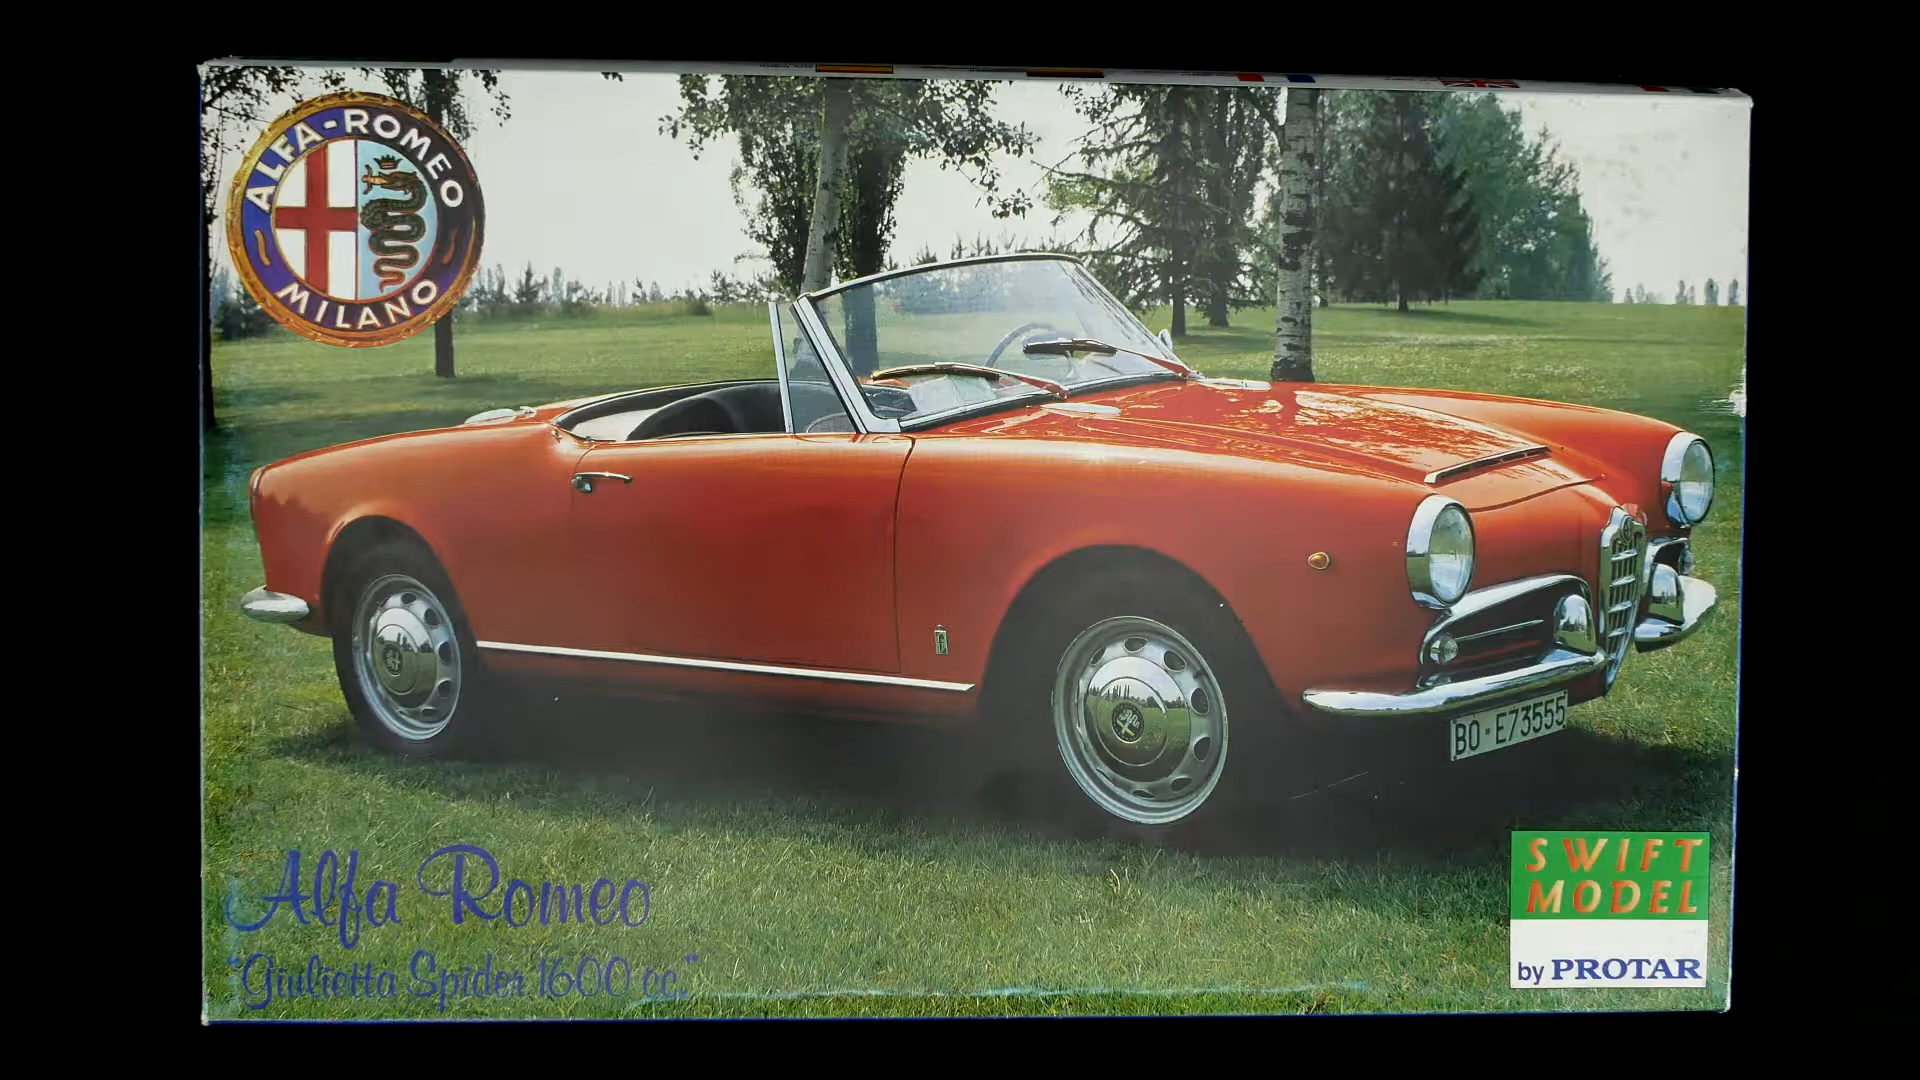 ALFA-ROMEO
MILANO
BO-E73555
Alfa Romeo
"Giulietta Spider 1600 cc."
SWIFT
MODEL
by PROTAR